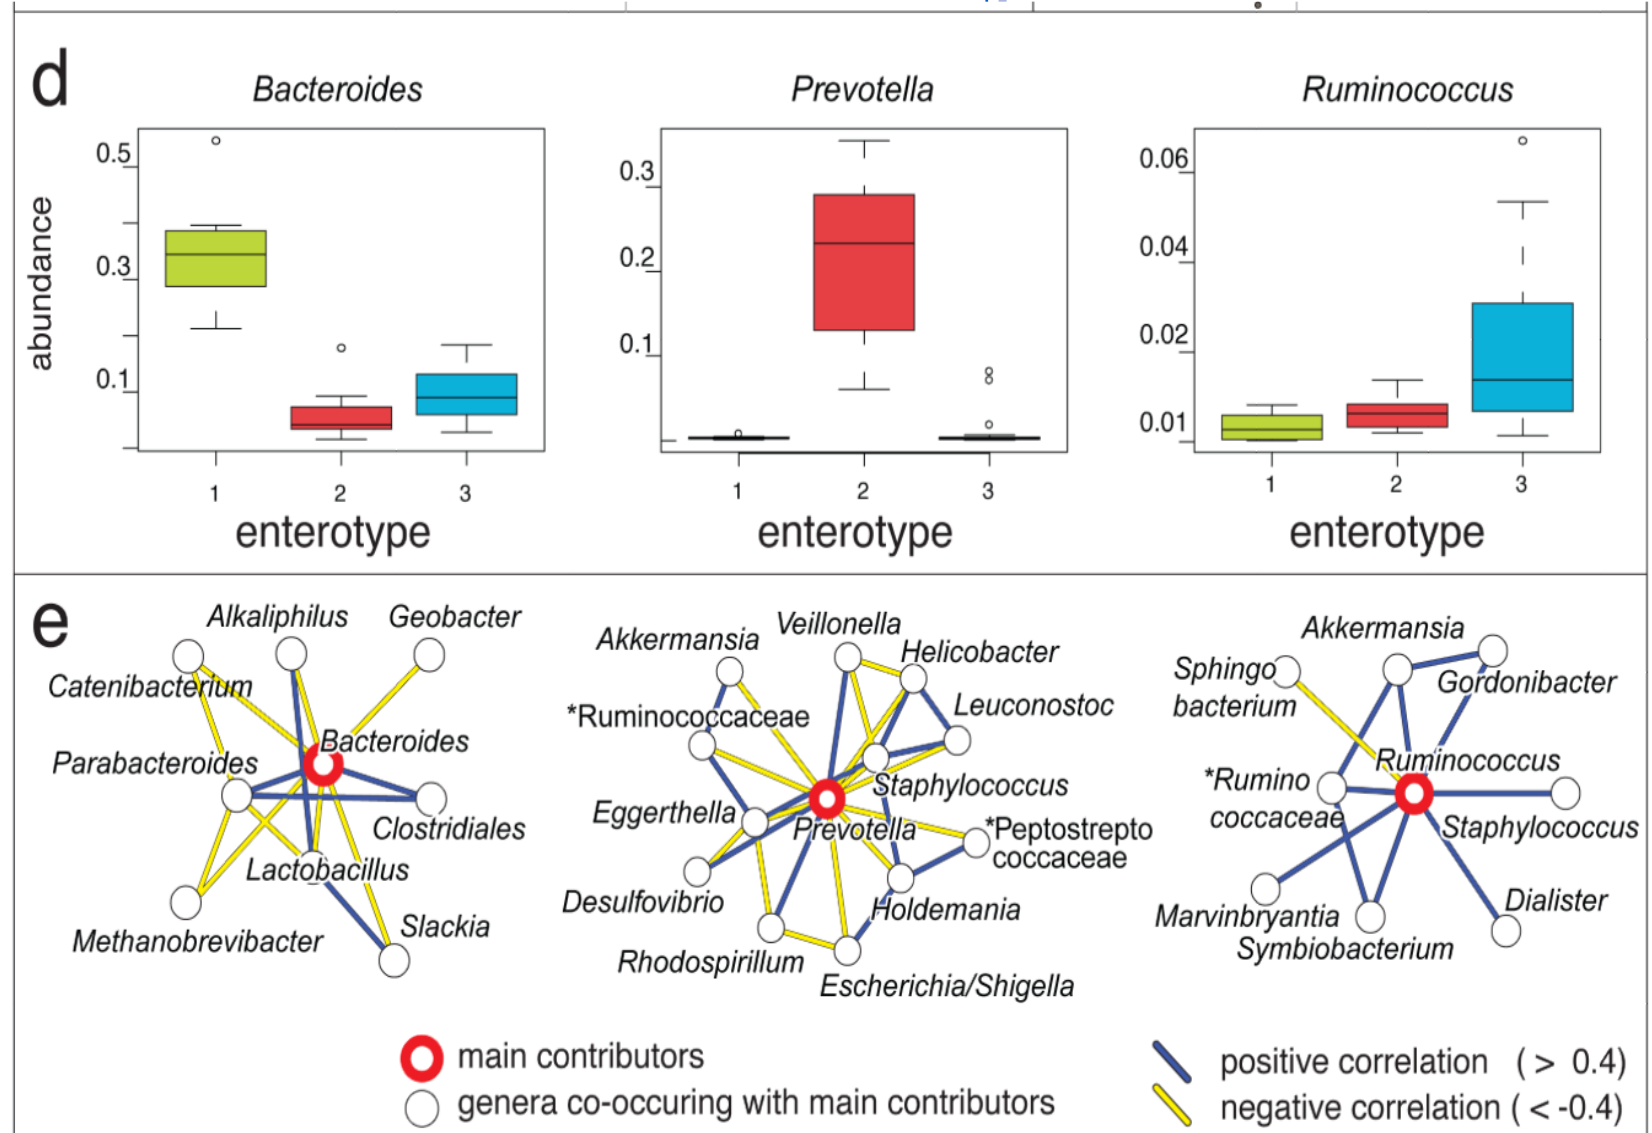 d
Bacteroides
Prevotella
Ruminococcus
abundance
0.5
0.3
0.1
0.3
0.2
0.1
0.06
0.04
0.02
0.01
1 2 3
1 2 3
1 2 3
enterotype
enterotype
enterotype
e
Alkaliphilus
Geobacter
Catenibacterium
Bacteroides
Parabacteroides
Clostridiales
Lactobacillus
Methanobrevibacter
Slackia
Veillonella
Akkermansia
Helicobacter
*Ruminococcaceae
Leuconostoc
Staphylococcus
Eggerthella
Prevotella
*Peptostrepto
coccaceae
Desulfovibrio
Holdemania
Rhodospirillum
Escherichia/Shigella
Akkermansia
Sphingo
bacterium
Gordonibacter
Ruminococcus
*Rumino
coccaceae
Staphylococcus
Marvinbryantia
Dialister
Symbiobacterium
main contributors
genera co-occuring with main contributors
positive correlation ( > 0.4)
negative correlation ( < -0.4)